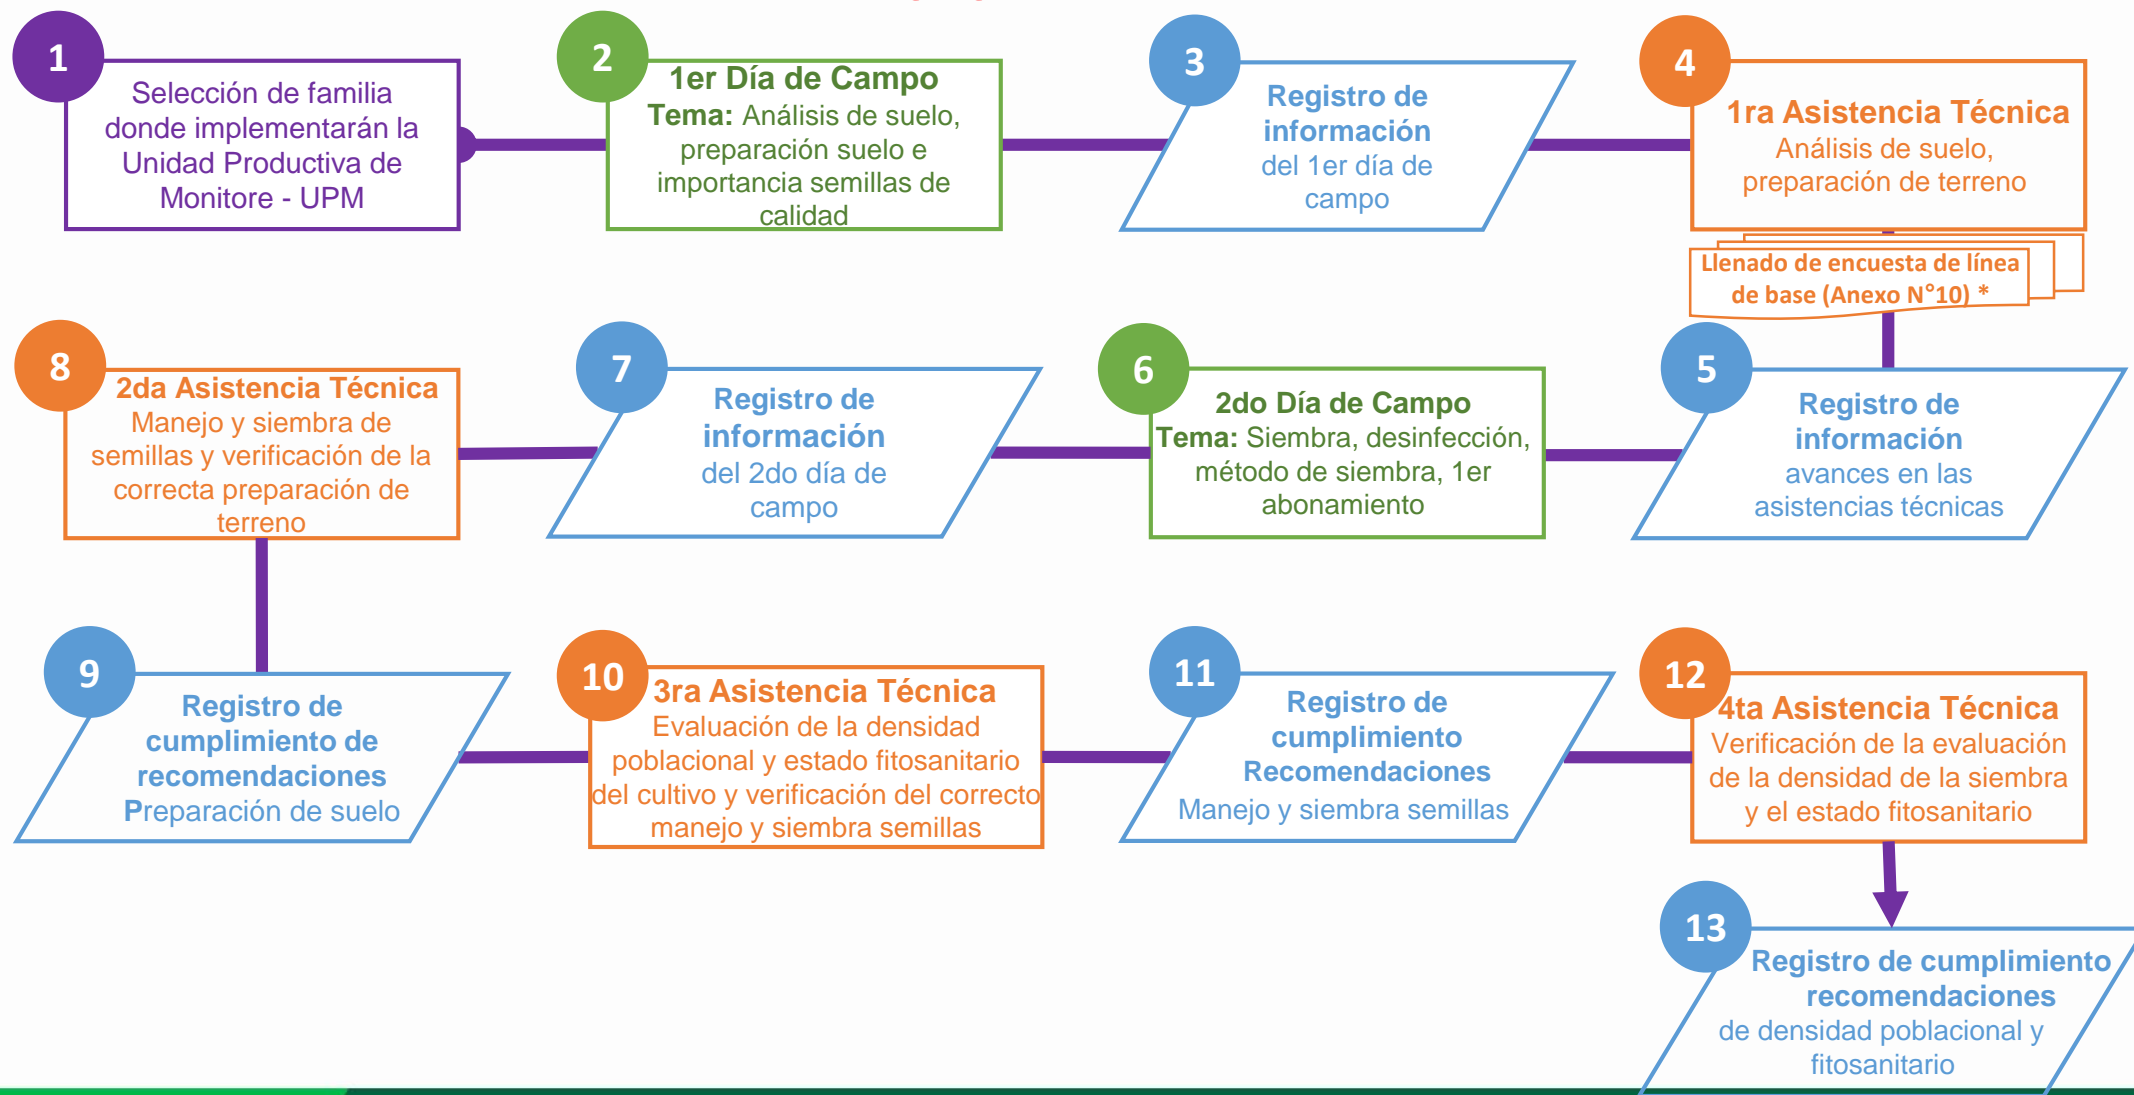 1
Selección de familia
donde implementarán la
Unidad Productiva de
Monitore - UPM
2
1er Día de Campo
Tema: Análisis de suelo,
preparación suelo e
importancia semillas de
calidad
3
Registro de
información
del 1er día de
campo
4
1ra Asistencia Técnica
Análisis de suelo,
preparación de terreno
Llenado de encuesta de línea
de base (Anexo N°10) *
5
Registro de
información
avances en las
asistencias técnicas
6
2do Día de Campo
Tema: Siembra, desinfección,
método de siembra, 1er
abonamiento
7
Registro de
información
del 2do día de
campo
8
2da Asistencia Técnica
Manejo y siembra de
semillas y verificación de la
correcta preparación de
terreno
9
Registro de
cumplimiento de
recomendaciones
Preparación de suelo
10
3ra Asistencia Técnica
Evaluación de la densidad
poblacional y estado fitosanitario
del cultivo y verificación del correcto
manejo y siembra semillas
11
Registro de
cumplimiento
Recomendaciones
Manejo y siembra semillas
12
4ta Asistencia Técnica
Verificación de la evaluación
de la densidad de la siembra
y el estado fitosanitario
13
Registro de cumplimiento
recomendaciones
de densidad poblacional y
fitosanitario